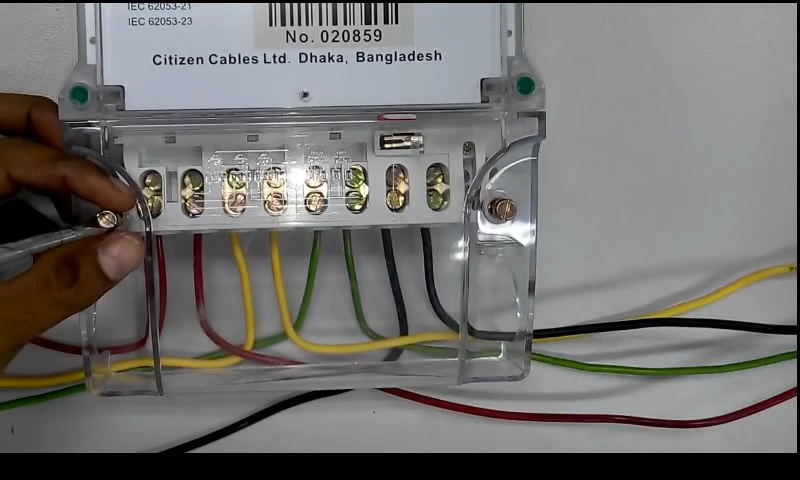 IEC 62053-21
IEC 62053-23
No. 020859
Citizen Cables Ltd. Dhaka, Bangladesh